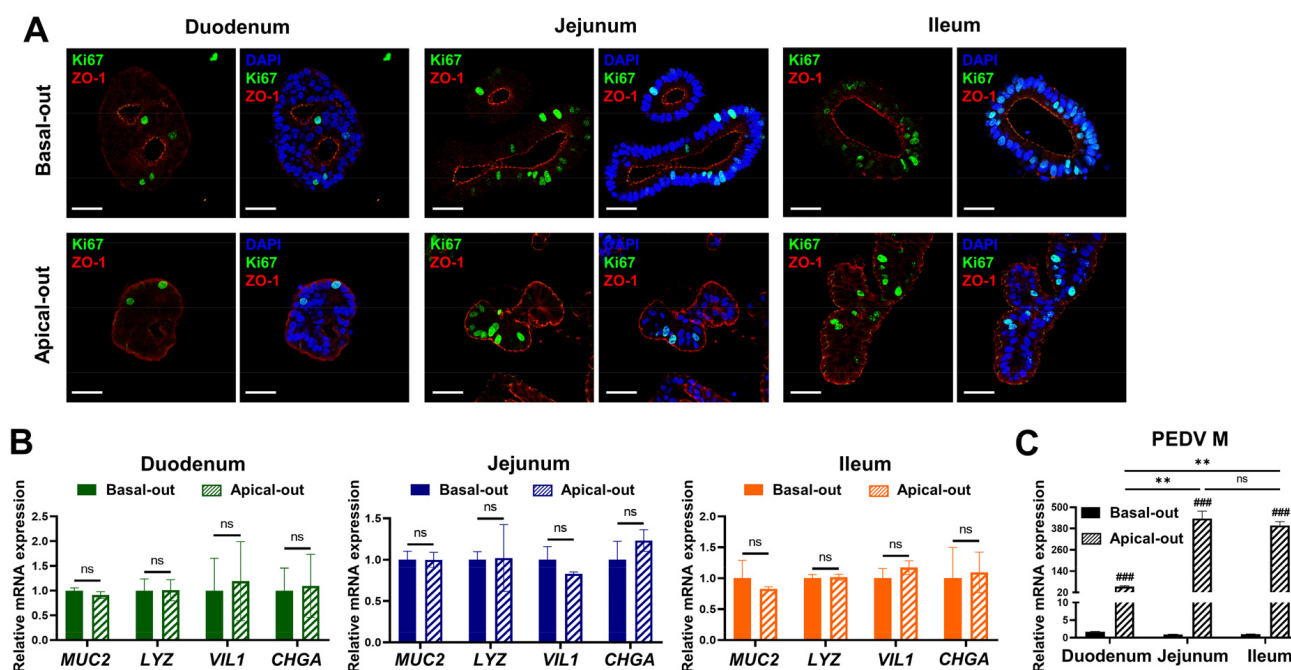 A
Duodenum
Jejunum
Ileum
Basal-out
Ki67
ZO-1
DAPI
Ki67
ZO-1
Ki67
ZO-1
DAPI
Ki67
ZO-1
Ki67
ZO-1
DAPI
Ki67
ZO-1
Apical-out
Ki67
ZO-1
DAPI
Ki67
ZO-1
Ki67
ZO-1
DAPI
Ki67
ZO-1
Ki67
ZO-1
DAPI
Ki67
ZO-1
B
Duodenum
Basal-out Apical-out
Relative mRNA expression
2.5
2.0
1.5
1.0
0.5
0.0
ns ns ns ns
MUC2 LYZ VIL1 CHGA
Jejunum
Basal-out Apical-out
Relative mRNA expression
1.5
1.0
0.5
0.0
ns ns ns ns
MUC2 LYZ VIL1 CHGA
Ileum
Basal-out Apical-out
Relative mRNA expression
2.0
1.5
1.0
0.5
0.0
ns ns ns ns
MUC2 LYZ VIL1 CHGA
C
PEDV M
**
** ns
Basal-out
Apical-out
Relative mRNA expression
500
380
260
140
20
10
5
0
### ### ###
Duodenum Jejunum Ileum